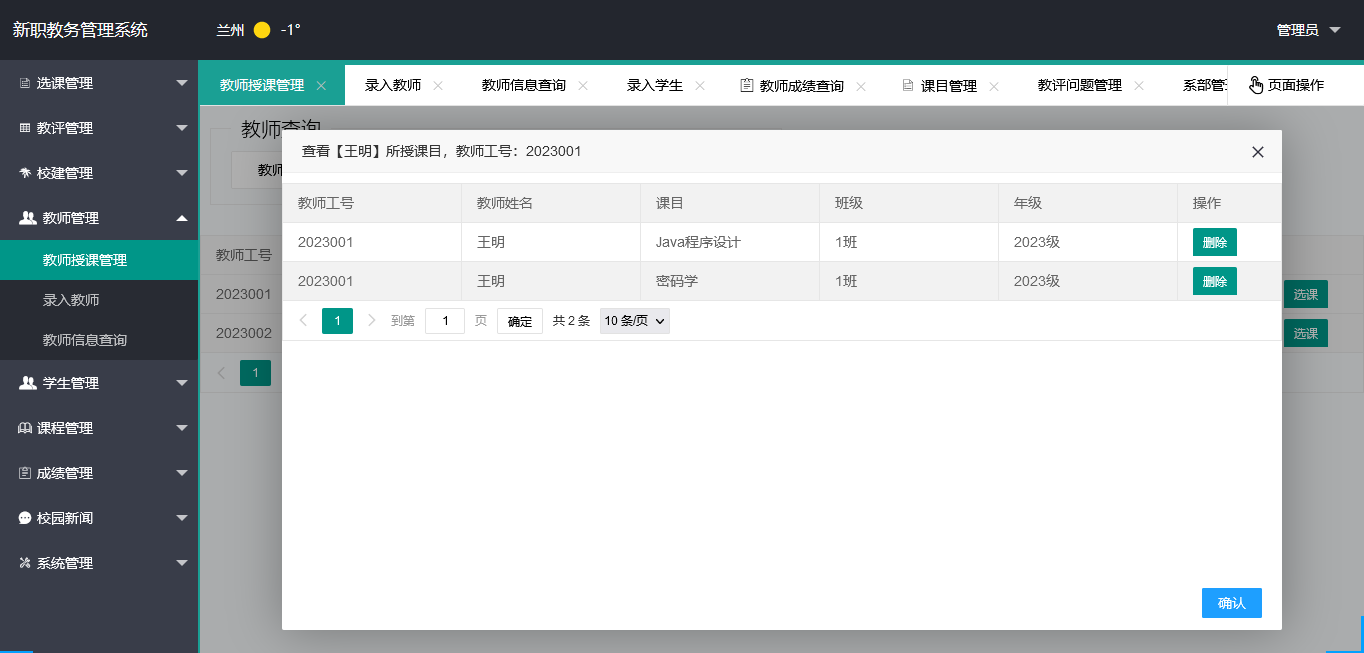 新职教务管理系统
兰州 -1°
管理员
选课管理
教评管理
校建管理
教师管理
教师授课管理
录入教师
教师信息查询
学生管理
课程管理
成绩管理
校园新闻
系统管理
教师授课管理 录入教师 教师信息查询 录入学生 教师成绩查询 课目管理 教评问题管理 系部管 页面操作
教师查询
教师
教师工号
2023001 选课
2023002 选课
1
查看【王明】所授课目，教师工号：2023001
教师工号 教师姓名 课目 班级 年级 操作
2023001 王明 Java程序设计 1班 2023级 删除
2023001 王明 密码学 1班 2023级 删除
1 到第 1 页 确定 共 2 条 10 条/页
确认